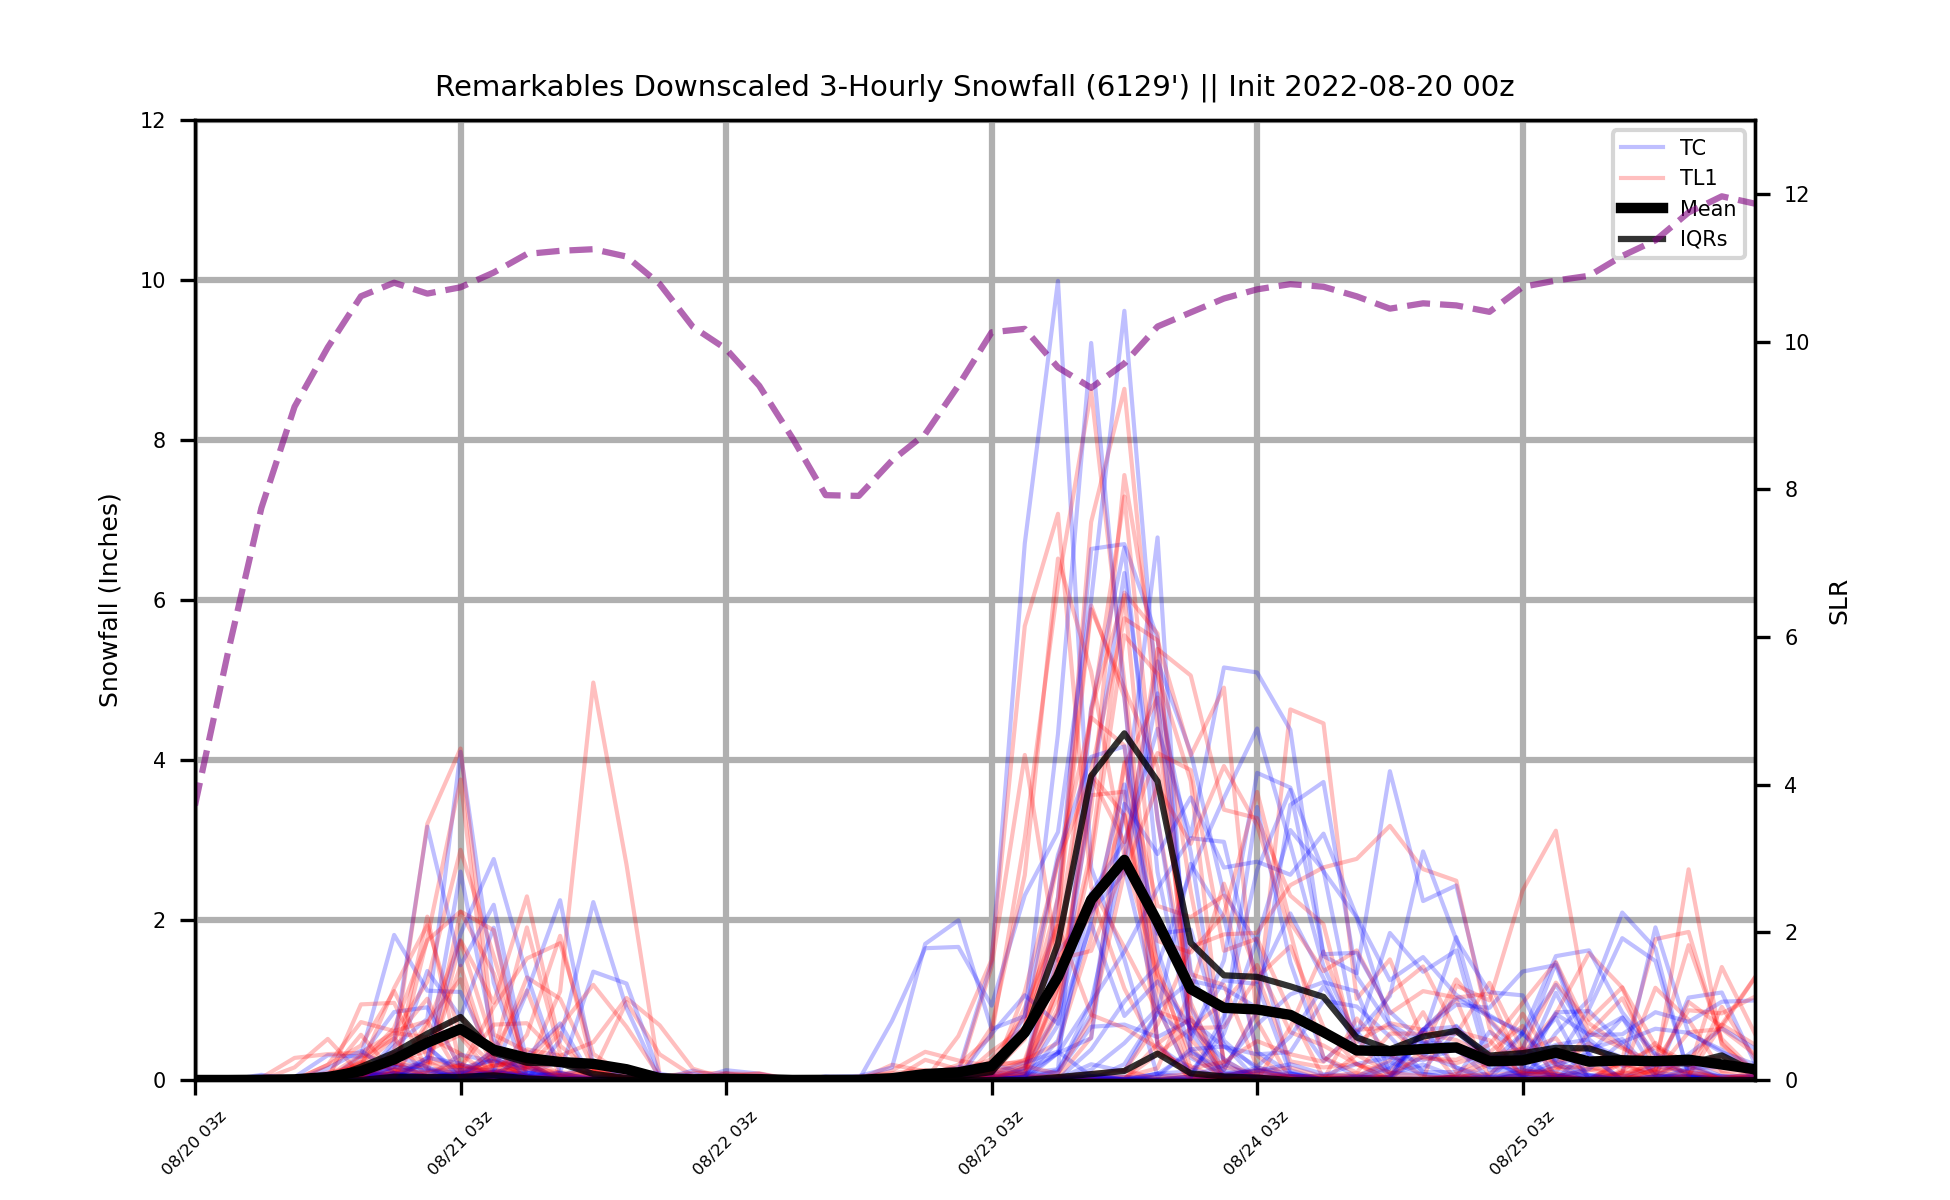 Remarkables Downscaled 3-Hourly Snowfall (6129') || Init 2022-08-20 00z
TC
TL1
Mean
IQRs
Snowfall (Inches)
12
10
8
6
4
2
0
12
10
8
6
4
2
0
SLR
08/20 03z
08/21 03z
08/22 03z
08/23 03z
08/24 03z
08/25 03z